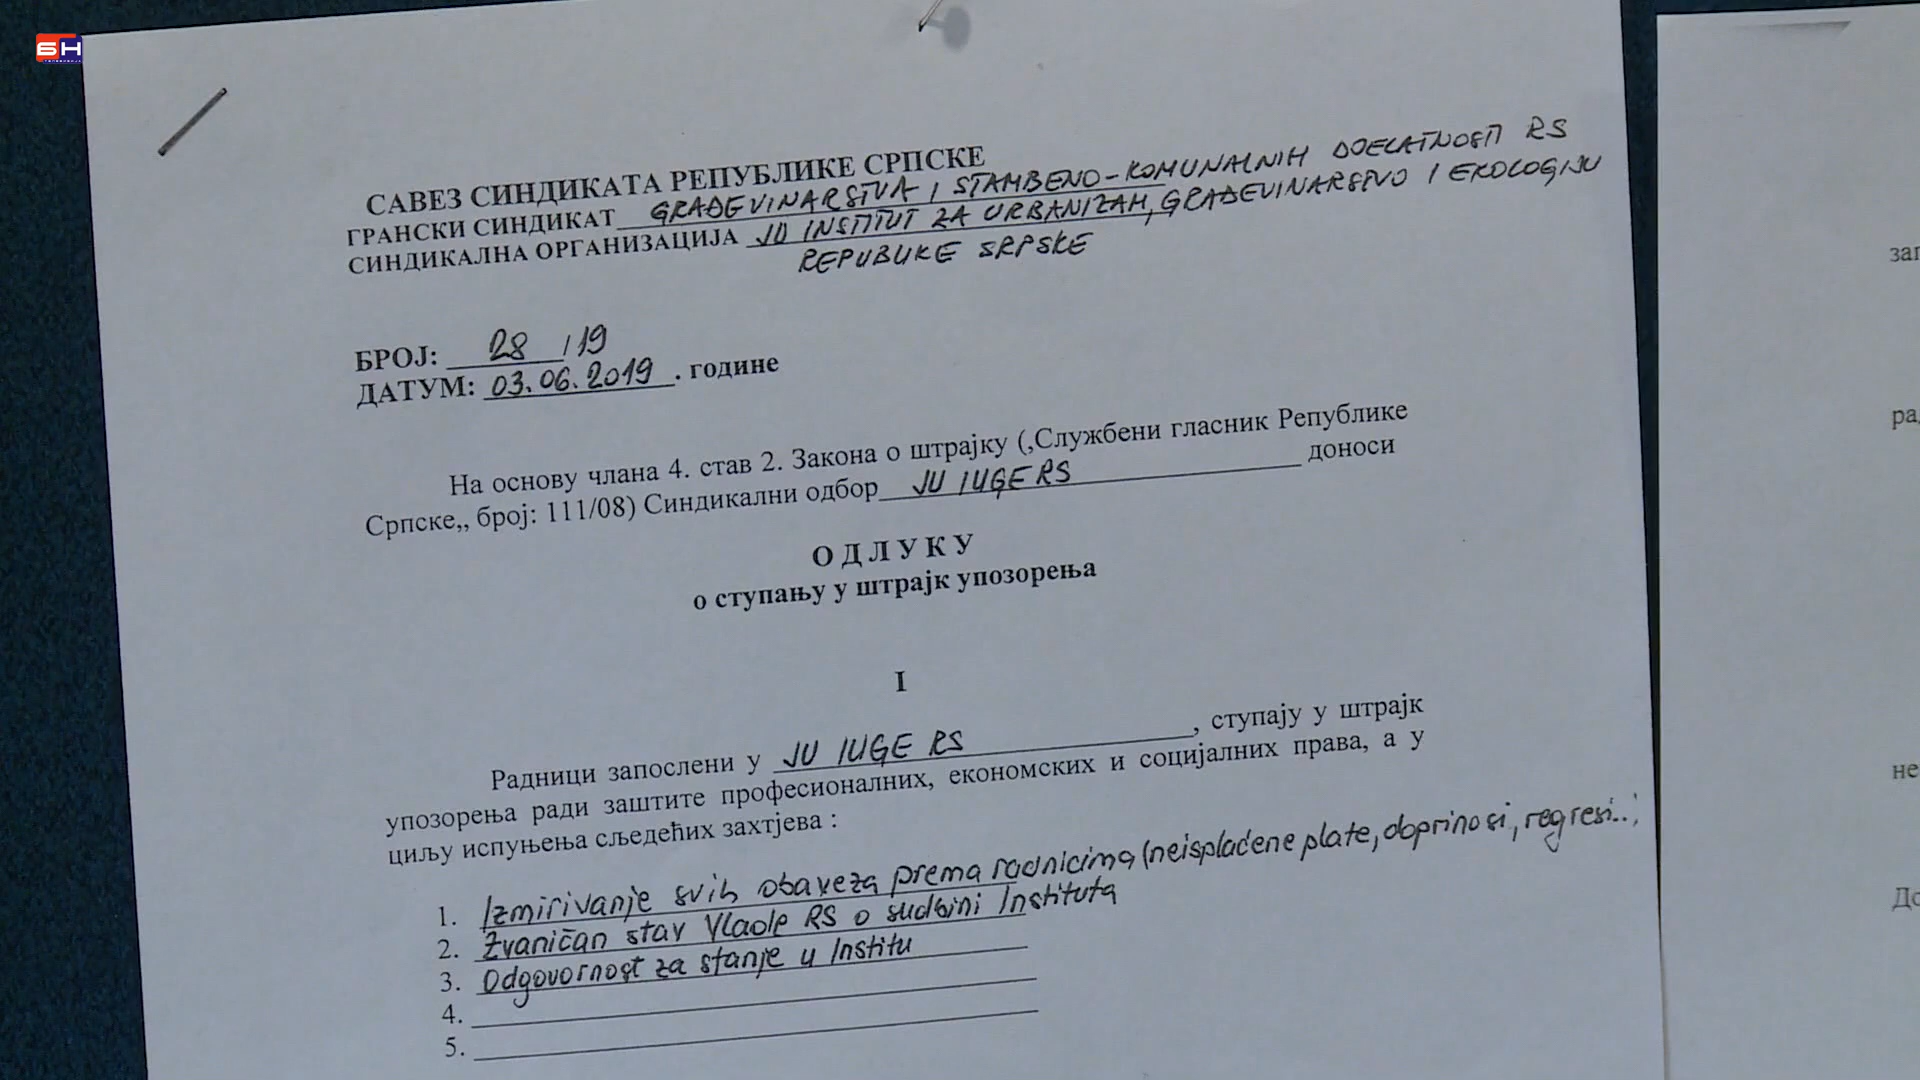 БН
САВЕЗ СИНДИКАТА РЕПУБЛИКЕ СРПСКЕ
ГРАНСКИ СИНДИКАТ GRAĐEVINARSTVA I STAMBENO-KOMUNALNIH DJELATNOSTI RS
СИНДИКАЛНА ОРГАНИЗАЦИЈА JU INSTITUT ZA URBANIZAM, GRAĐEVINARSTVO I EKOLOGIJU
REPUBLIKE SRPSKE
БРОЈ: 28 /19
ДАТУМ: 03.06.2019 . године
На основу члана 4. став 2. Закона о штрајку (,Службени гласник Републике
Српске,, број: 111/08) Синдикални одбор JU IUGE RS доноси
О Д Л У К У
о ступању у штрајк упозорења
I
Радници запослени у JU IUGE RS , ступају у штрајк
упозорења ради заштите професионалних, економских и социјалних права, а у
циљу испуњења сљедећих захтјева :
1. Izmirivanje svih obaveza prema radnicima (neisplaćene plate, doprinosi, regresi..;
2. Zvaničan stav Vlade RS o sudbini Instituta
3. Odgovornost za stanje u Institu
4.
5.
заг
ра
не
До